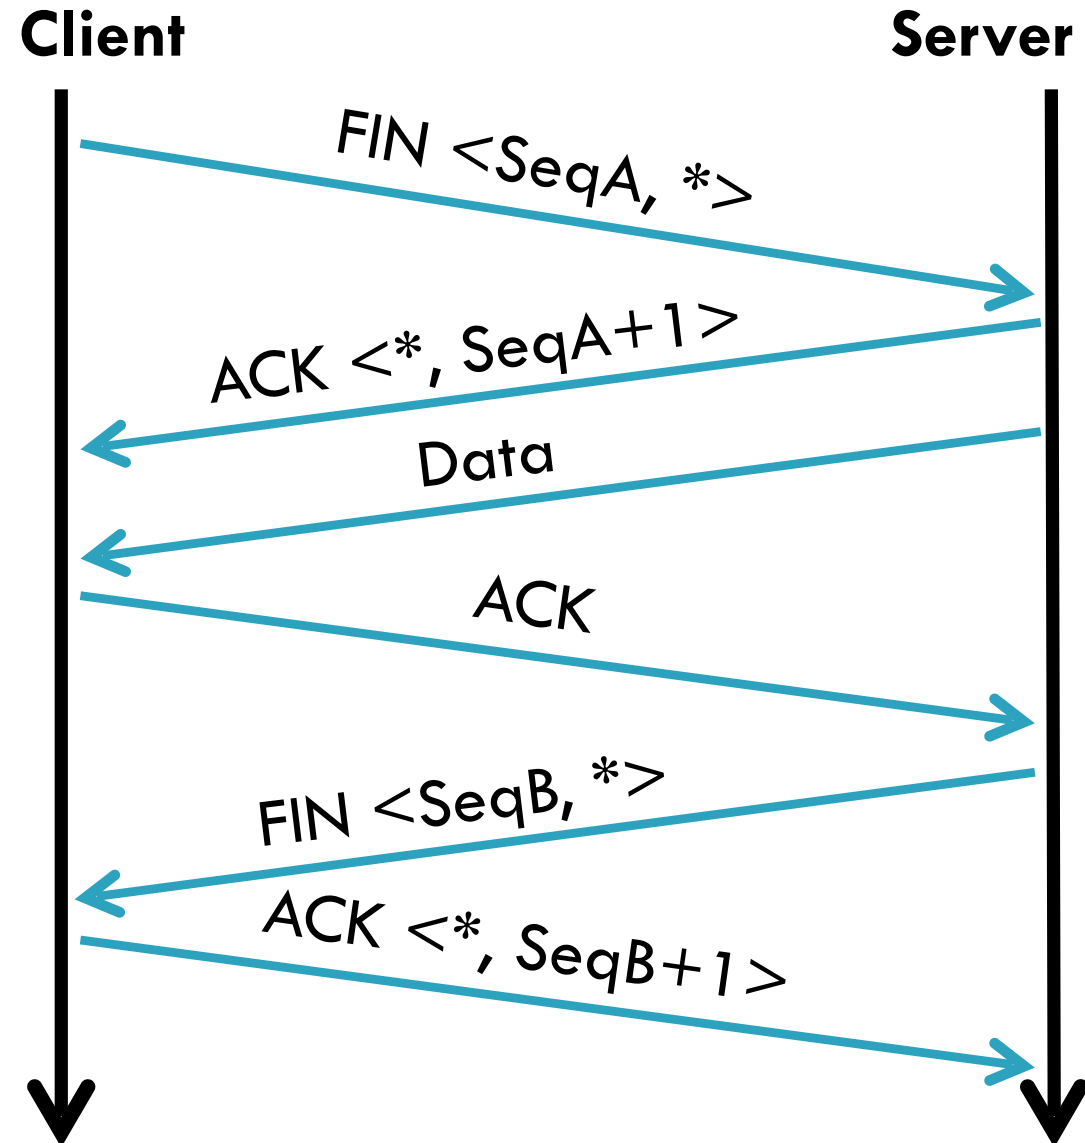 Client
Server
FIN <SeqA, *>
ACK <*, SeqA+1>
Data
ACK
FIN <SeqB, *>
ACK <*, SeqB+1>